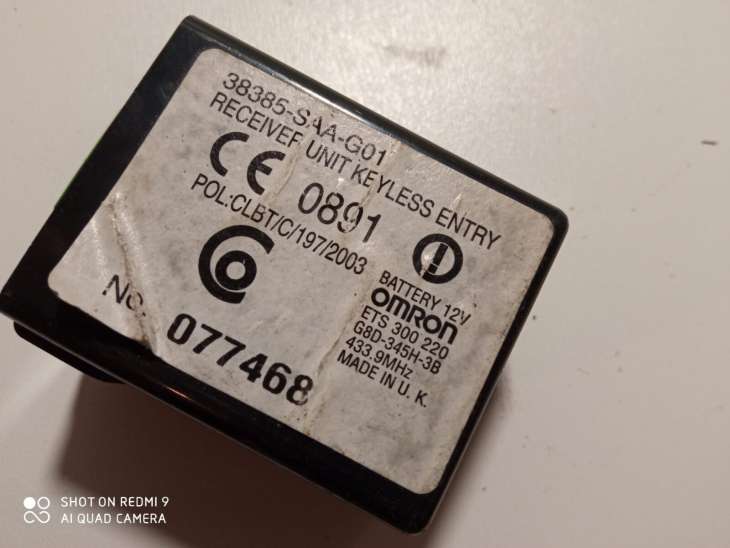 38385-SAA-G01
RECEIVER UNIT KEYLESS ENTRY
CE 0891
POL:CLBT/C/197/2003
BATTERY 12V
OMRON
ETS 300 220
G8D-345H-3B
433.9MHz
MADE IN U. K.
NO. 077468
SHOT ON REDMI 9
AI QUAD CAMERA